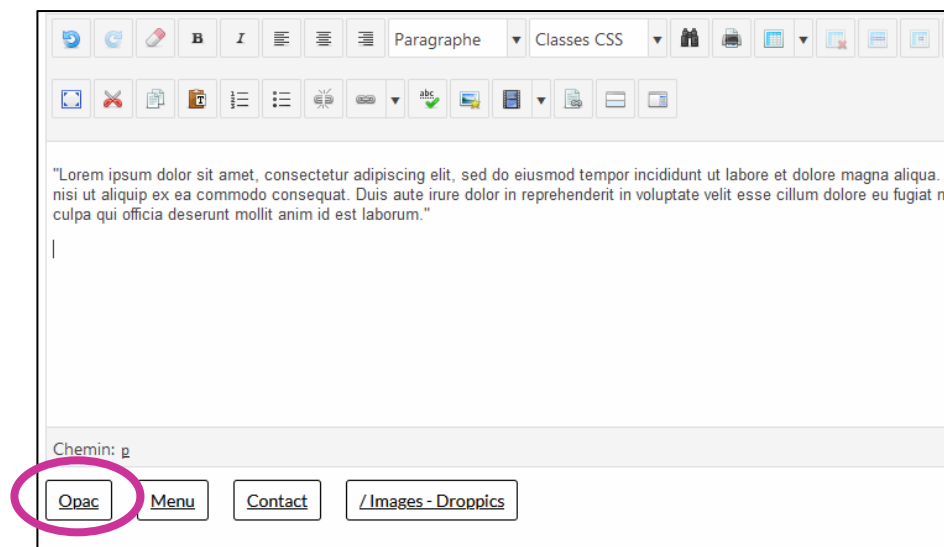 B I Paragraphe Classes CSS
T abc
"Lorem ipsum dolor sit amet, consectetur adipiscing elit, sed do eiusmod tempor incididunt ut labore et dolore magna aliqua.
nisi ut aliquip ex ea commodo consequat. Duis aute irure dolor in reprehenderit in voluptate velit esse cillum dolore eu fugiat
culpa qui officia deserunt mollit anim id est laborum."
Chemin: p
Opac Menu Contact / Images - Droppics